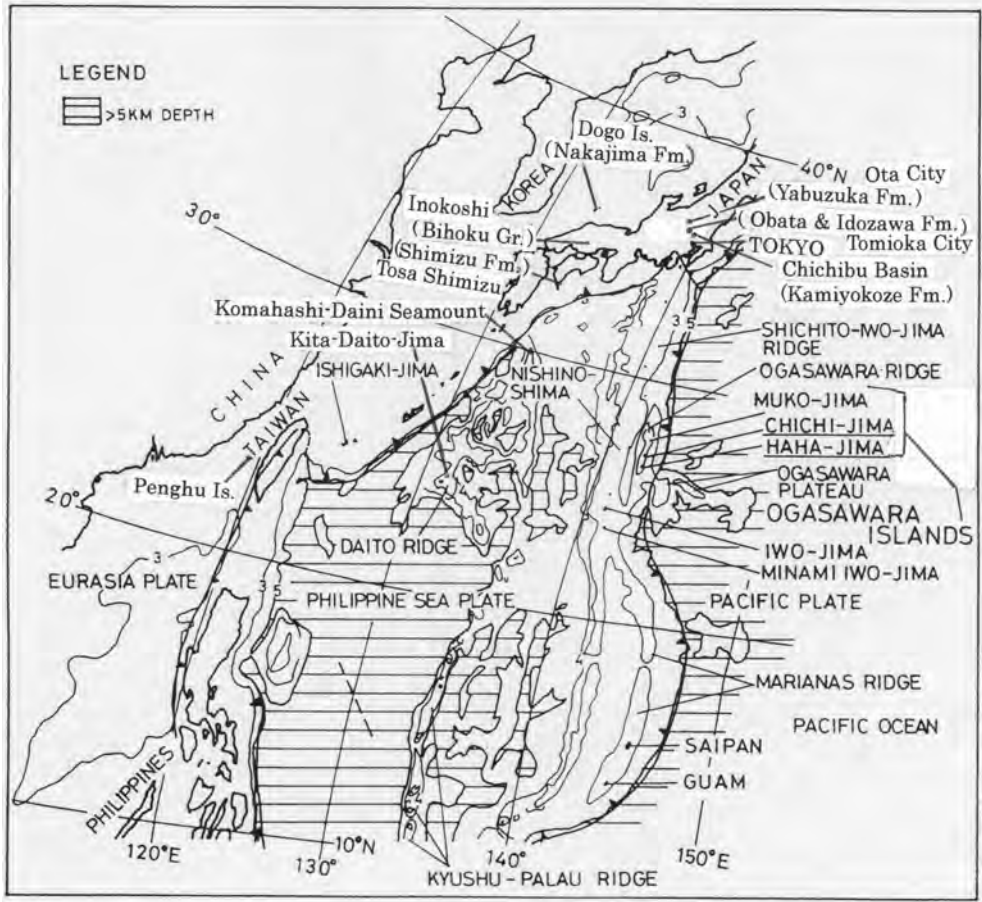 LEGEND
>5KM DEPTH
3
Dogo Is.
(Nakajima Fm.)
KOREA
JAPAN
40°N
Ota City
(Yabuzuka Fm.)
Inokoshi
(Bihoku Gr.)
(Obata & Idozawa Fm.)
30°
(Shimizu Fm.)
TOKYO
Tomioka City
Tosa Shimizu
Chichibu Basin
(Kamiyokoze Fm.)
Komahashi-Daini Seamount
3 5
SHICHITO-IWO-JIMA
RIDGE
Kita-Daito-Jima
ISHIGAKI-JIMA
NISHINO-
SHIMA
OGASAWARA RIDGE
CHINA
MUKO-JIMA
TAIWAN
CHICHI-JIMA
HAHA-JIMA
Penghu Is.
OGASAWARA
PLATEAU
20°
OGASAWARA
ISLANDS
DAITO RIDGE
IWO-JIMA
3
MINAMI IWO-JIMA
EURASIA PLATE
3 5
PHILIPPINE SEA PLATE
PACIFIC PLATE
4
MARIANAS RIDGE
PACIFIC OCEAN
SAIPAN
GUAM
PHILIPPINES
10°N
120°E
130°
140°
150°E
KYUSHU-PALAU RIDGE